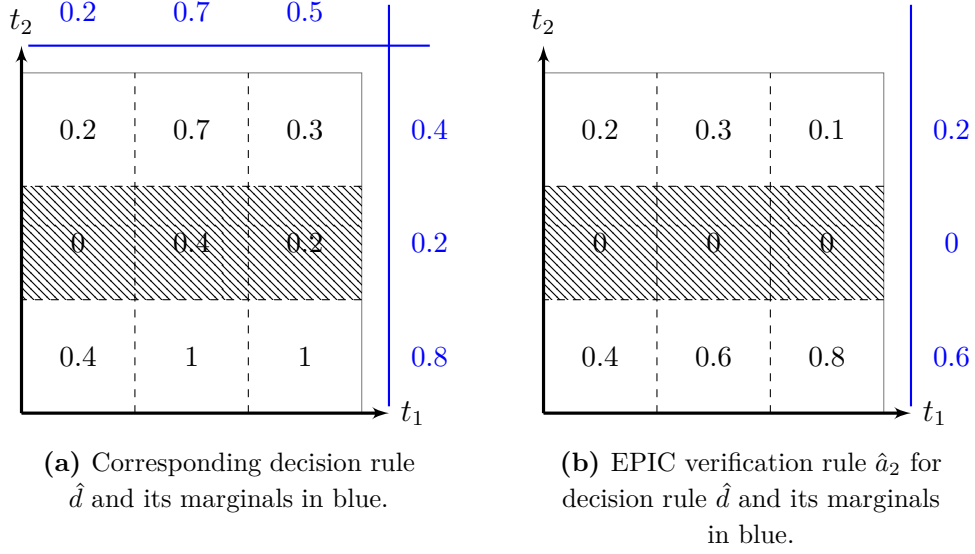 0.2 0.7 0.5
t₂
0.2 0.7 0.3 0.4
0 0.4 0.2 0.2
0.4 1 1 0.8
t₁
(a) Corresponding decision rule
d̂ and its marginals in blue.
t₂
0.2 0.3 0.1 0.2
0 0 0 0
0.4 0.6 0.8 0.6
t₁
(b) EPIC verification rule â₂ for
decision rule d̂ and its marginals
in blue.